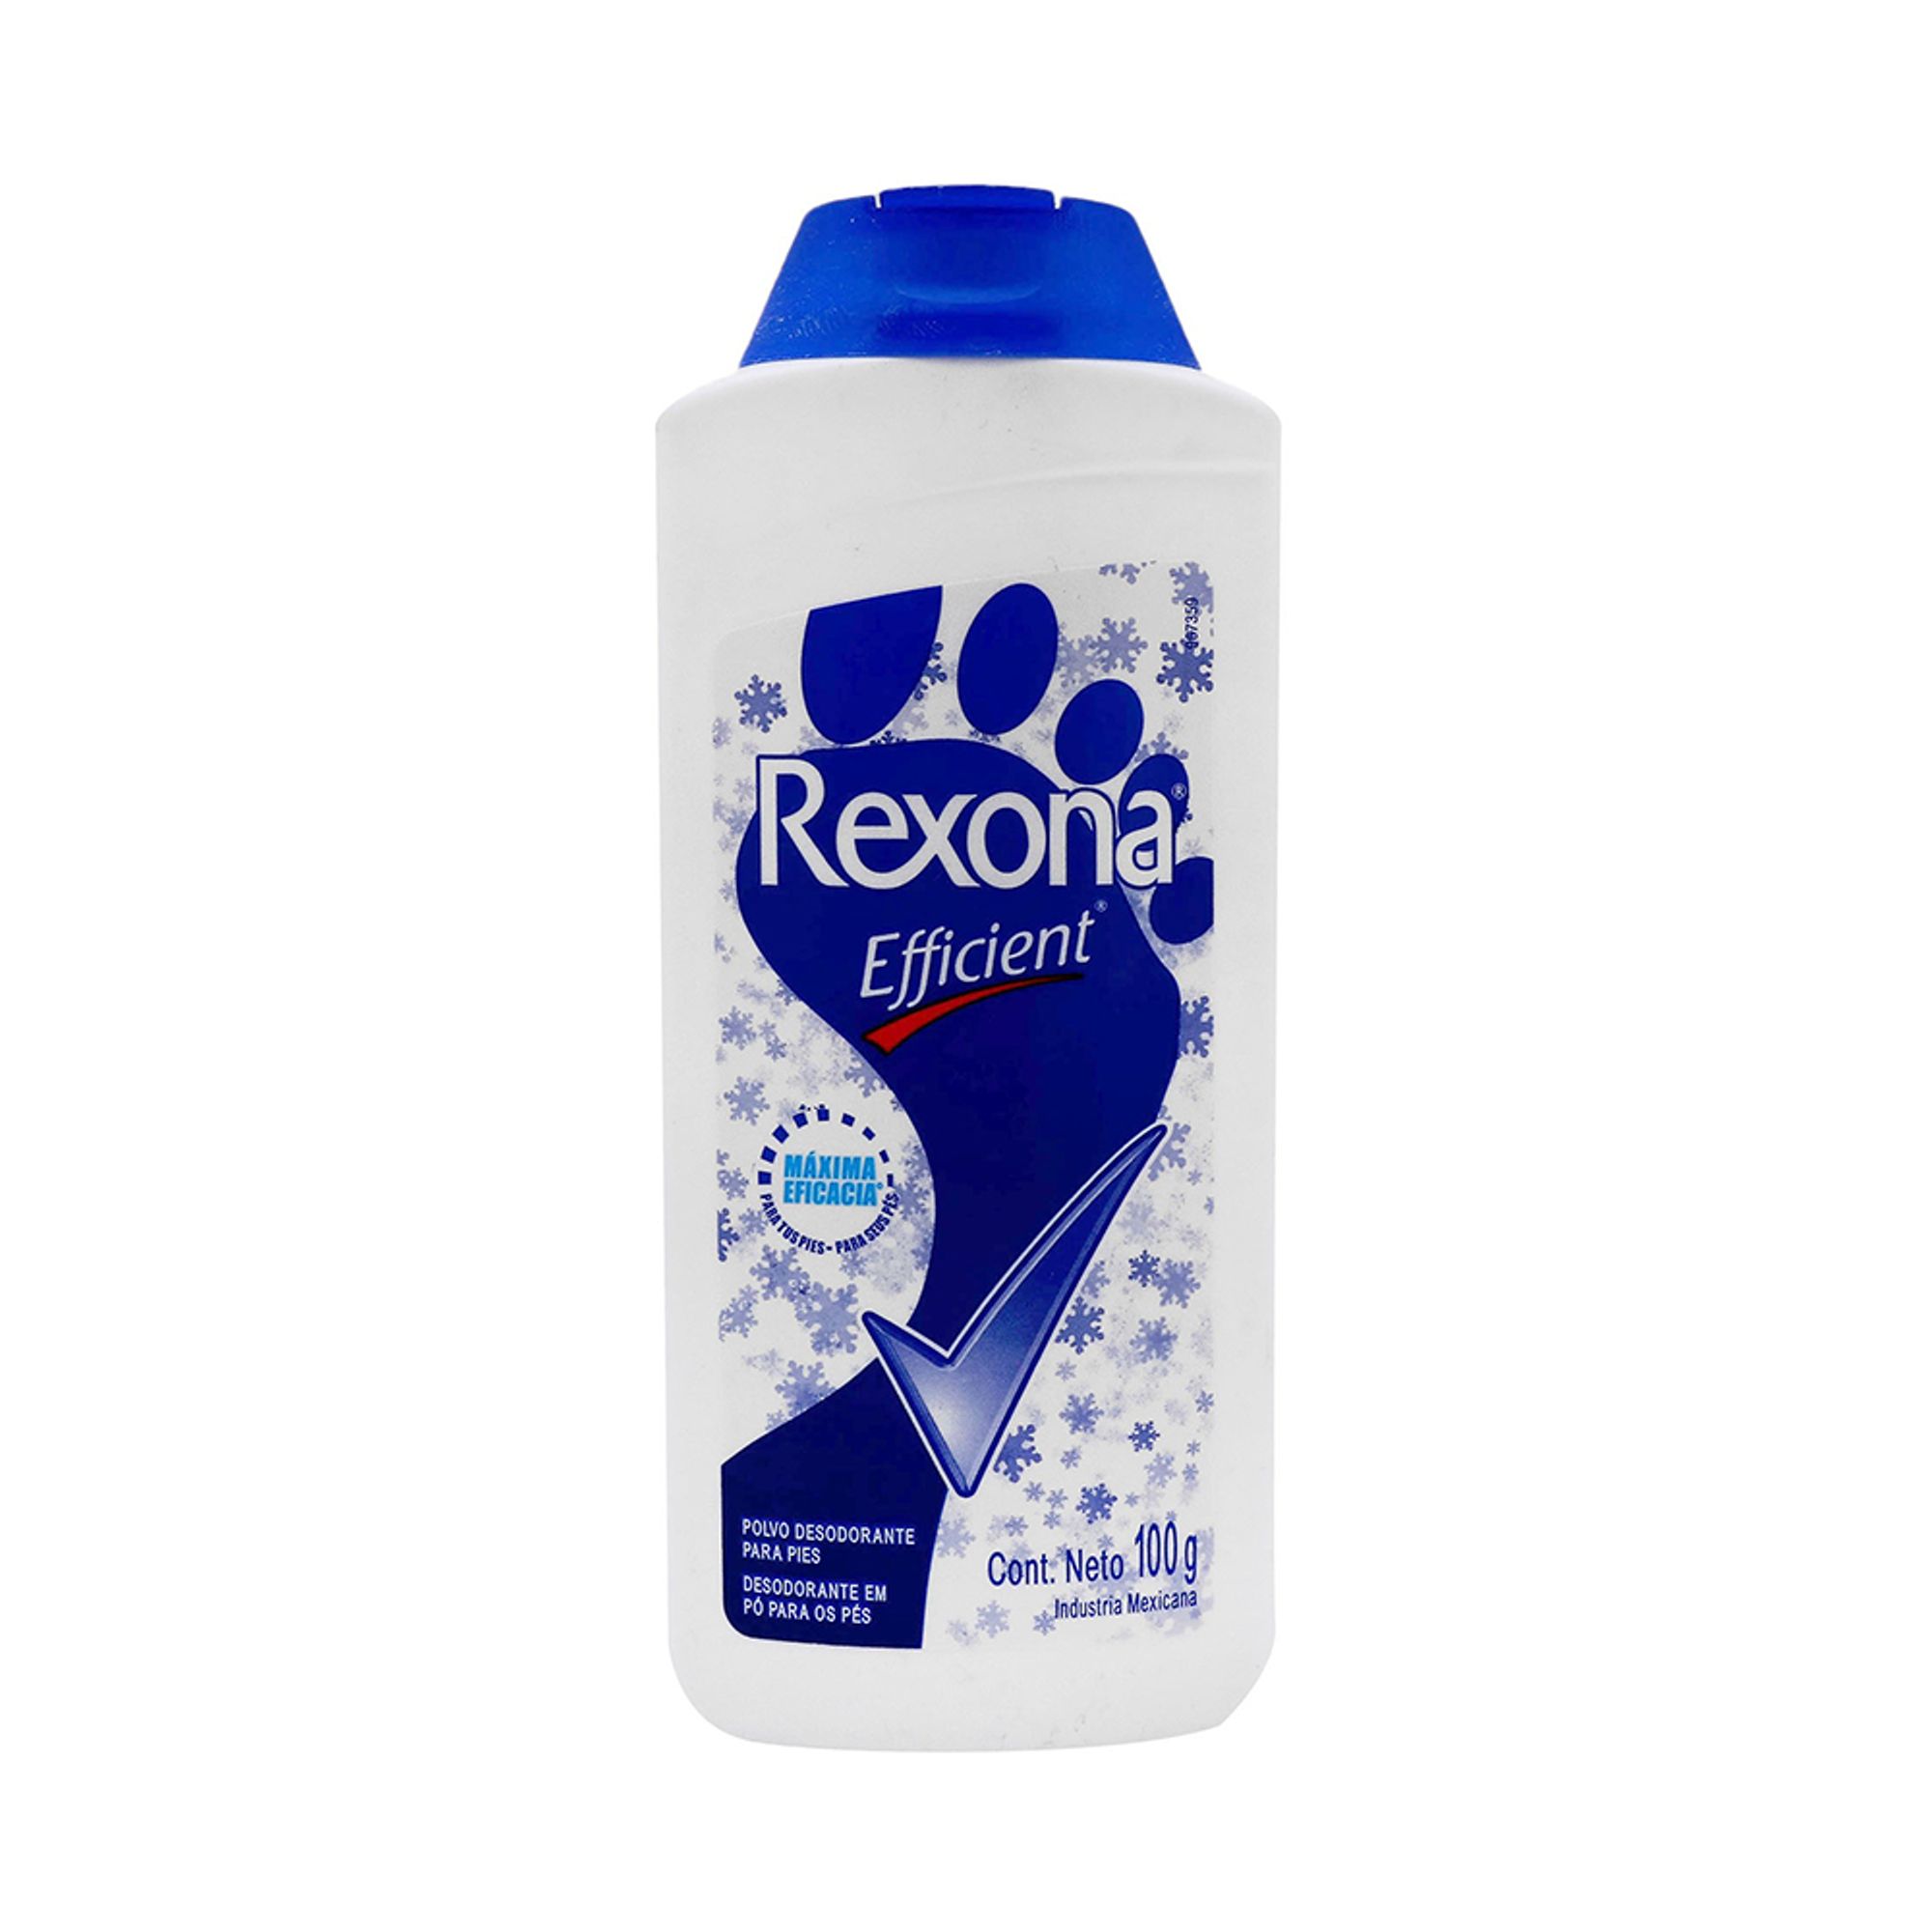 967359
Rexona®
Efficient®
MÁXIMA
EFICACIA®
PARA TUS PIES - PARA SEUS PÉS
POLVO DESODORANTE
PARA PIES
DESODORANTE EM
PÓ PARA OS PÉS
Cont. Neto 100 g
Industria Mexicana